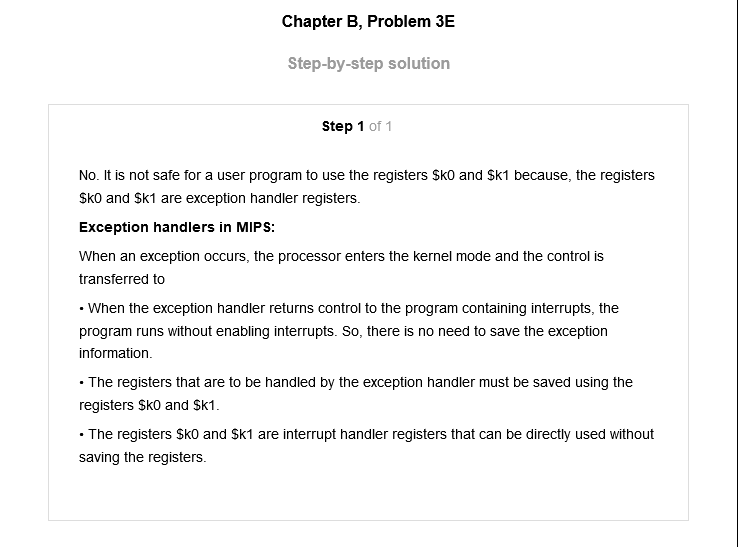 Chapter B, Problem 3E
Step-by-step solution
Step 1 of 1
No. It is not safe for a user program to use the registers $k0 and $k1 because, the registers
$k0 and $k1 are exception handler registers.
Exception handlers in MIPS:
When an exception occurs, the processor enters the kernel mode and the control is
transferred to
• When the exception handler returns control to the program containing interrupts, the
program runs without enabling interrupts. So, there is no need to save the exception
information.
• The registers that are to be handled by the exception handler must be saved using the
registers $k0 and $k1.
• The registers $k0 and $k1 are interrupt handler registers that can be directly used without
saving the registers.